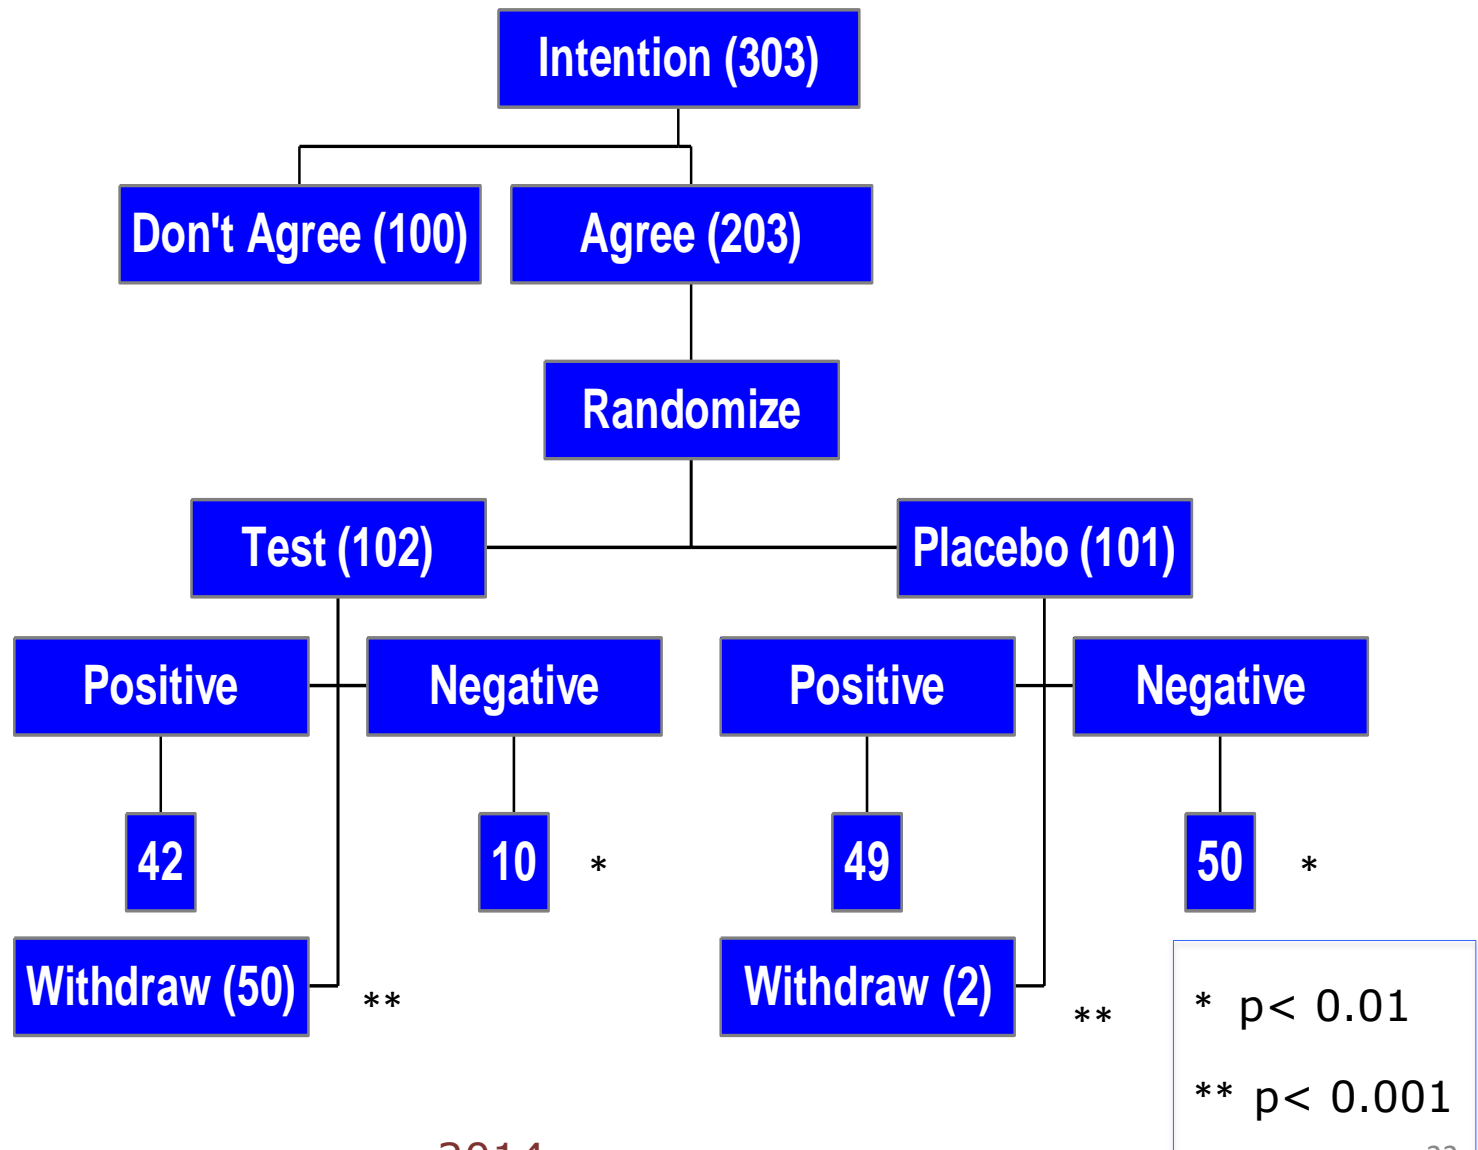 Intention (303)
Don't Agree (100)
Agree (203)
Randomize
Test (102)
Placebo (101)
Positive
Negative
Positive
Negative
42
10 *
49
50 *
Withdraw (50) **
Withdraw (2) **
* p< 0.01
** p< 0.001